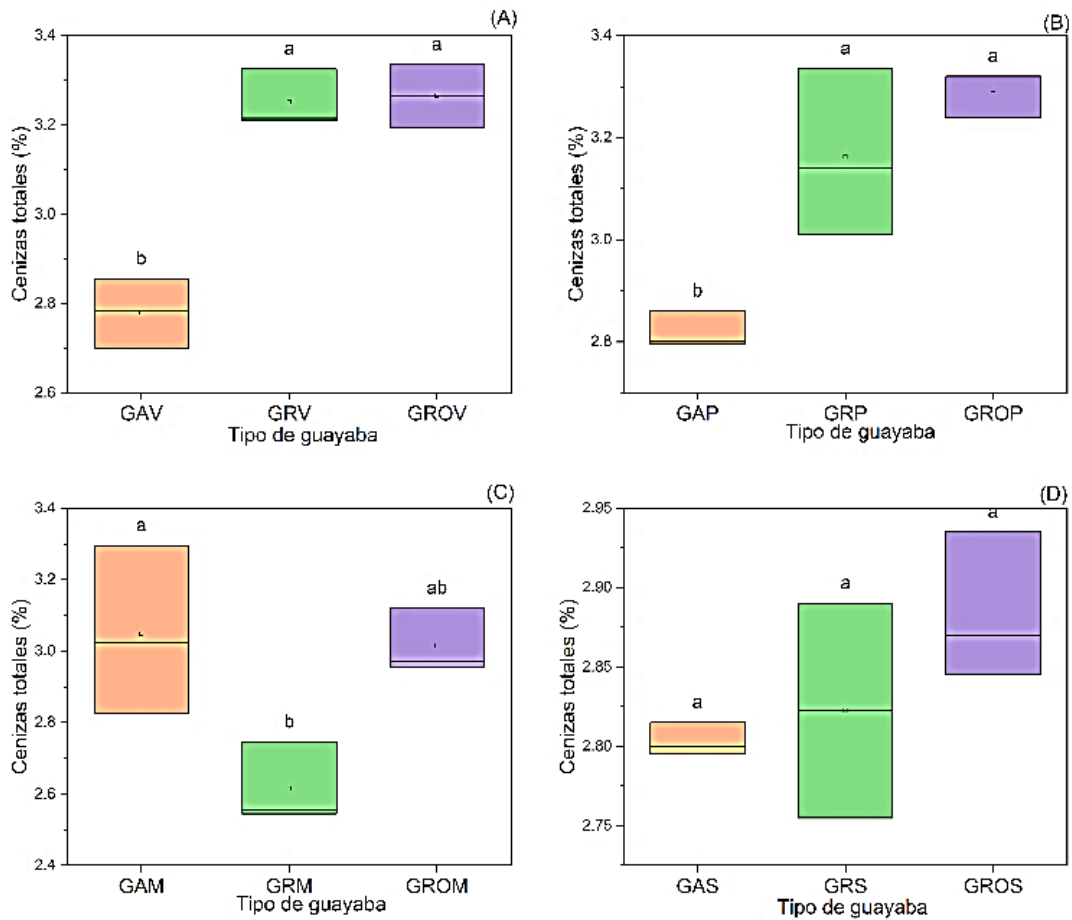 (A)
Cenizas totales (%)
3.4
3.2
3.0
2.8
2.6
b
a
a
GAV GRV GROV
Tipo de guayaba
(B)
Cenizas totales (%)
3.4
3.2
3.0
2.8
b
a
a
GAP GRP GROP
Tipo de guayaba
(C)
Cenizas totales (%)
3.4
3.2
3.0
2.8
2.6
2.4
a
b
ab
GAM GRM GROM
Tipo de guayaba
(D)
Cenizas totales (%)
2.95
2.90
2.85
2.80
2.75
a
a
a
GAS GRS GROS
Tipo de guayaba